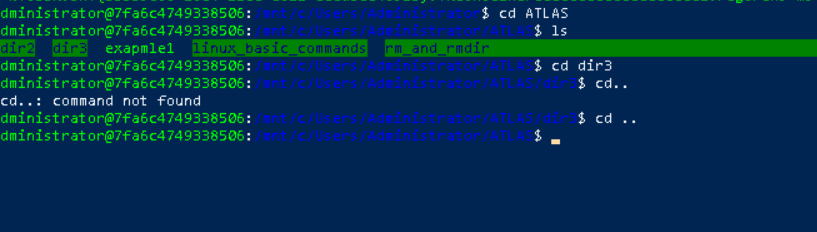 dministrator@7fa6c4749338506:/mnt/c/Users/Administrator$ cd ATLAS
dministrator@7fa6c4749338506:/mnt/c/Users/Administrator/ATLAS$ ls
dir2 dir3 exapmle1 linux_basic_commands rm_and_rmdir
dministrator@7fa6c4749338506:/mnt/c/Users/Administrator/ATLAS$ cd dir3
dministrator@7fa6c4749338506:/mnt/c/Users/Administrator/ATLAS/dir3$ cd..
cd..: command not found
dministrator@7fa6c4749338506:/mnt/c/Users/Administrator/ATLAS/dir3$ cd ..
dministrator@7fa6c4749338506:/mnt/c/Users/Administrator/ATLAS$